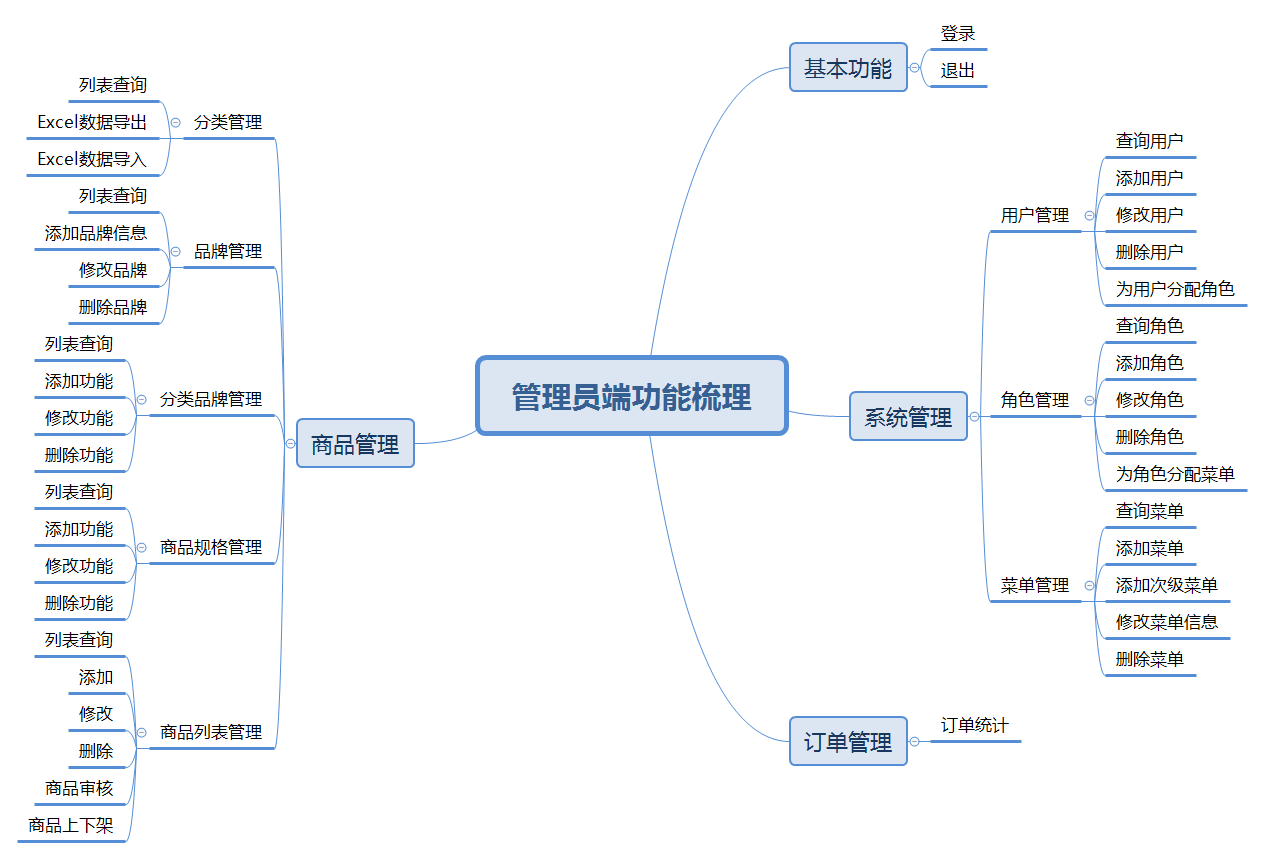 管理员端功能梳理
基本功能
登录
退出
系统管理
用户管理
查询用户
添加用户
修改用户
删除用户
为用户分配角色
角色管理
查询角色
添加角色
修改角色
删除角色
为角色分配菜单
菜单管理
查询菜单
添加菜单
添加次级菜单
修改菜单信息
删除菜单
订单管理
订单统计
商品管理
分类管理
列表查询
Excel数据导出
Excel数据导入
品牌管理
列表查询
添加品牌信息
修改品牌
删除品牌
分类品牌管理
列表查询
添加功能
修改功能
删除功能
商品规格管理
列表查询
添加功能
修改功能
删除功能
商品列表管理
列表查询
添加
修改
删除
商品审核
商品上下架